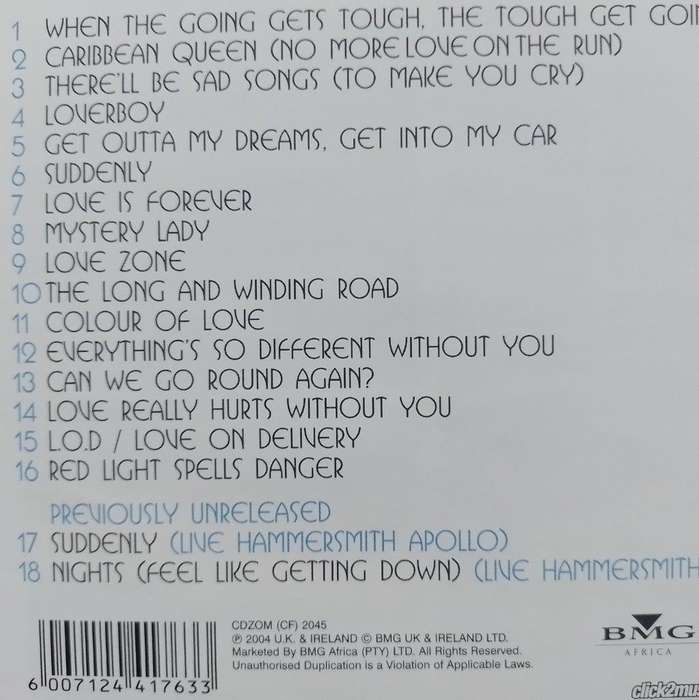 1 WHEN THE GOING GETS TOUGH, THE TOUGH GET GOI
2 CARIBBEAN QUEEN (NO MORE LOVE ON THE RUN)
3 THERE'LL BE SAD SONGS (TO MAKE YOU CRY)
4 LOVERBOY
5 GET OUTTA MY DREAMS, GET INTO MY CAR
6 SUDDENLY
7 LOVE IS FOREVER
8 MYSTERY LADY
9 LOVE ZONE
10 THE LONG AND WINDING ROAD
11 COLOUR OF LOVE
12 EVERYTHING'S SO DIFFERENT WITHOUT YOU
13 CAN WE GO ROUND AGAIN?
14 LOVE REALLY HURTS WITHOUT YOU
15 L.O.D / LOVE ON DELIVERY
16 RED LIGHT SPELLS DANGER
PREVIOUSLY UNRELEASED
17 SUDDENLY (LIVE HAMMERSMITH APOLLO)
18 NIGHTS (FEEL LIKE GETTING DOWN) (LIVE HAMMERSMITH
CDZOM (CF) 2045
℗ 2004 U.K. & IRELAND © BMG UK & IRELAND LTD.
Marketed By BMG Africa (PTY) LTD. All Rights Reserved.
Unauthorised Duplication is a Violation of Applicable Laws.
6 007124 417633
BMG
AFRICA
click2mu